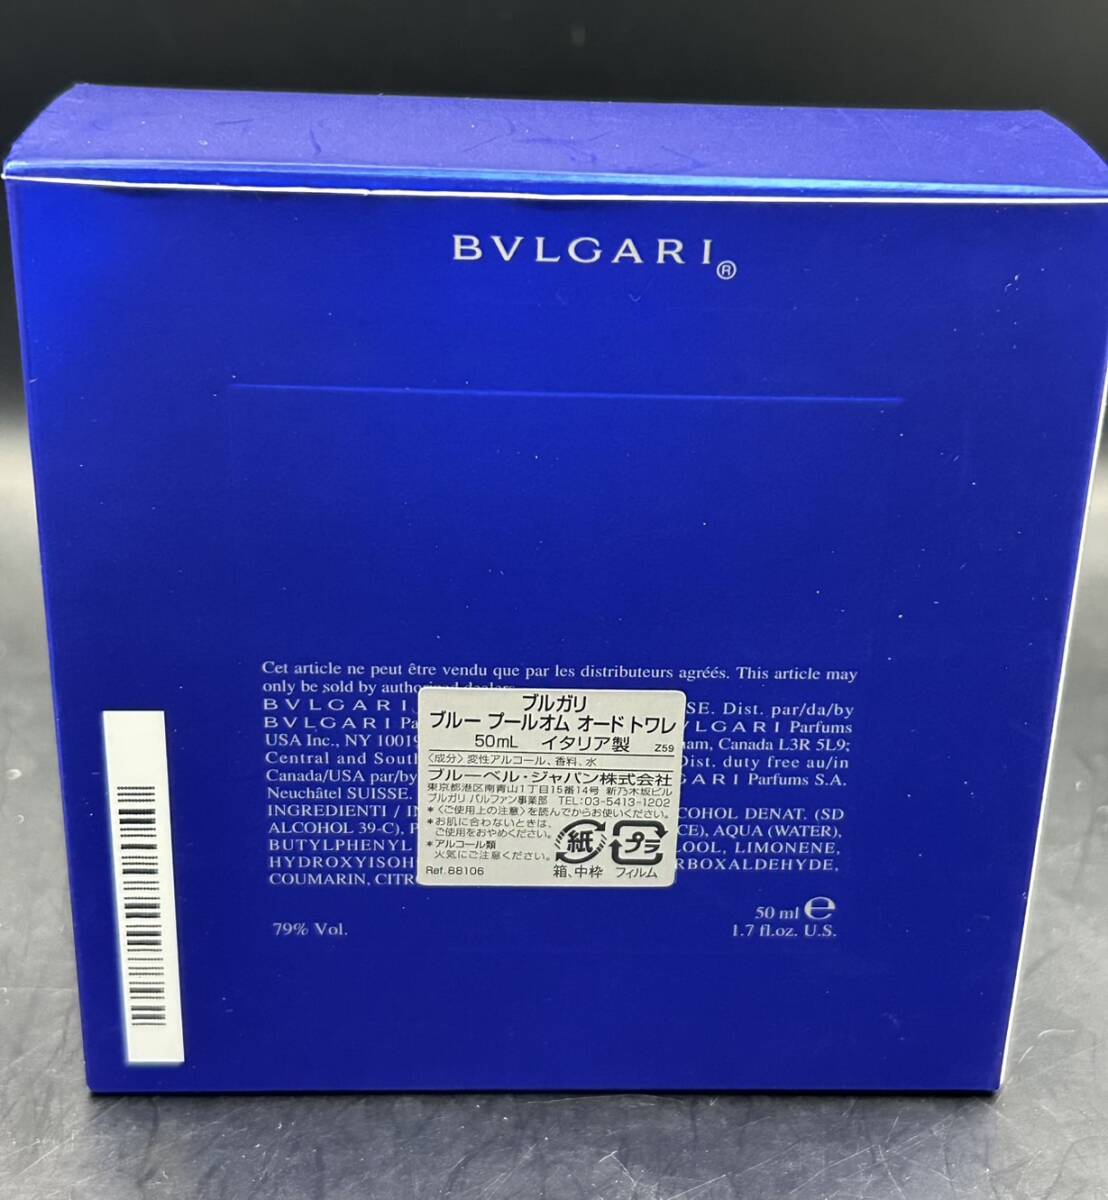 BVLGARI®
Cet article ne peut être vendu que par les distributeurs agréés. This article may
only be sold by authorized dealers.
BVLGARI SSE. Dist. par/da/by
BVLGARI Pa VLGARI Parfums
USA Inc., NY 10019 am, Canada L3R 5L9;
Central and South Dist. duty free au/in
Canada/USA par/by GARI Parfums S.A.
Neuchâtel SUISSE.
INGREDIENTI / IN COHOL DENAT. (SD
ALCOHOL 39-C), P CE), AQUA (WATER),
BUTYLPHENYL OOL, LIMONENE,
HYDROXYISOH RBOXALDEHYDE,
COUMARIN, CITR
79% Vol.
50 ml ℮
1.7 fl.oz. U.S.
ブルガリ
ブルー プールオム オードトワレ
50mL イタリア製 Z59
〈成分〉変性アルコール、香料、水
ブルーベル・ジャパン株式会社
東京都港区南青山1丁目15番14号 新乃木坂ビル
ブルガリ パルファン事業部 TEL:03-5413-1202
*〈ご使用上の注意〉を読んでからお使いください。
*お肌に合わないときは、
ご使用をおやめください。
*アルコール類
火気にご注意ください。
Ref. 88106
紙 プラ
箱、中枠 フィルム